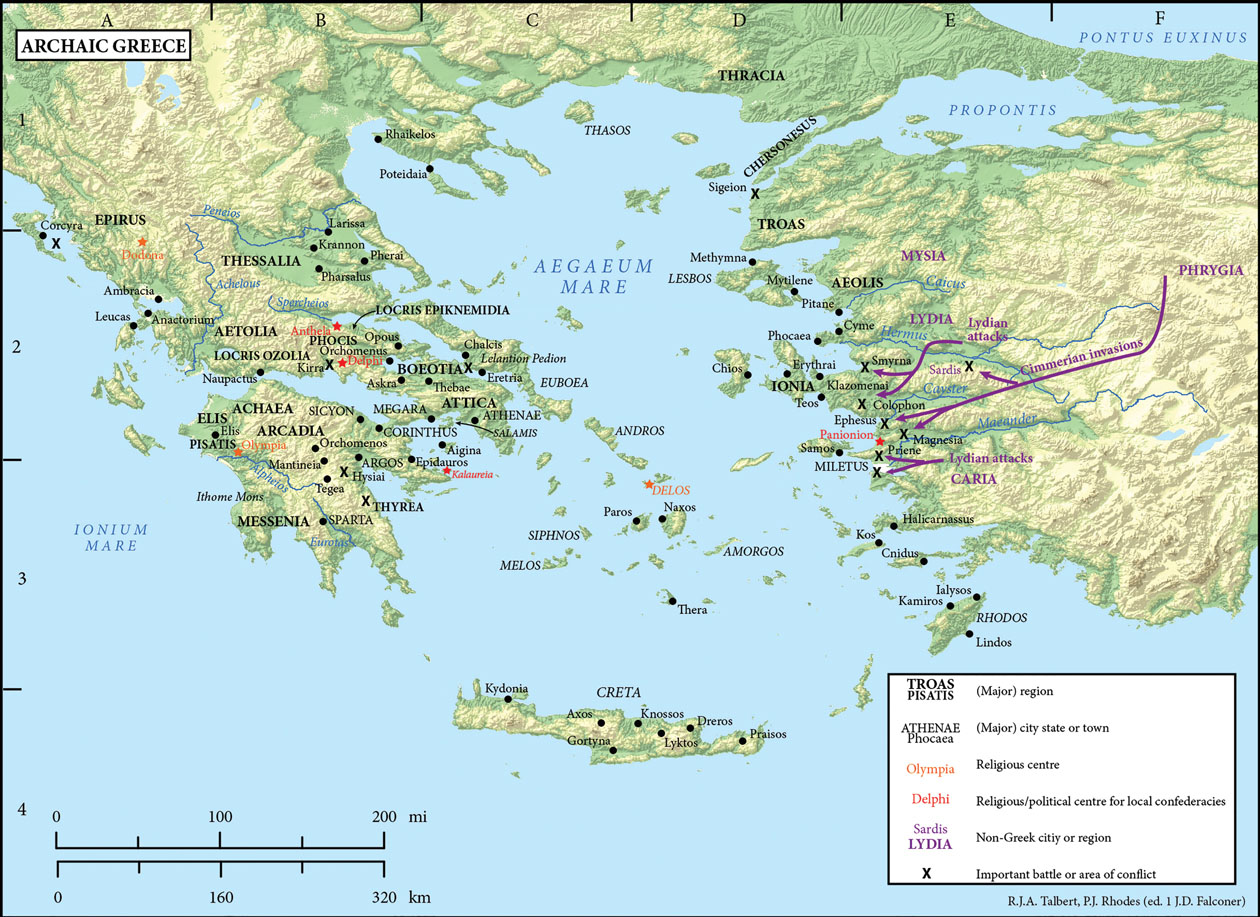 A
B
C
D
E
F
ARCHAIC GREECE
PONTUS EUXINUS
THRACIA
PROPONTIS
1
THASOS
Rhaikelos
CHERSONESUS
Poteidaia
Sigeion
Peneios
EPIRUS
Corcyra
Larissa
TROAS
Krannon
Dodona
THESSALIA
Pherai
Methymna
MYSIA
AEGAEUM
MARE
PHRYGIA
Pharsalus
LESBOS
Mytilene
AEOLIS
Caicus
Achelous
Ambracia
Spercheios
Pitane
Leucas
Anactorium
LOCRIS EPIKNEMIDIA
LYDIA
Lydian
attacks
AETOLIA
Anthela
Cyme
Hermus
Phocaea
PHOCIS
Opous
2
Chalcis
Cimmerian invasions
LOCRIS OZOLIA
Orchomenus
Lelantion Pedion
Smyrna
Kirra
Delphi
BOEOTIA
Chios
Erythrai
Sardis
Naupactus
Askra
Thebae
Eretria
EUBOEA
IONIA
Klazomenai
Cayster
ATTICA
Teos
Colophon
ACHAEA
SICYON
MEGARA
ATHENAE
ELIS
Elis
Ephesus
Maeander
ARCADIA
CORINTHUS
SALAMIS
ANDROS
Panionion
PISATIS
Olympia
Orchomenos
Magnesia
Aigina
Samos
Priene
Mantineia
ARGOS
Epidauros
MILETUS
Lydian attacks
Alpheios
Hysiai
Kalaureia
CARIA
Tegea
DELOS
Ithome Mons
THYREA
Paros
Naxos
MESSENIA
SPARTA
Halicarnassus
IONIUM
MARE
SIPHNOS
Kos
Eurotas
AMORGOS
Cnidus
MELOS
3
Ialysos
Kamiros
Thera
RHODOS
Lindos
Kydonia
CRETA
Axos
Knossos
Dreros
Gortyna
Lyktos
Praisos
4
TROAS
PISATIS
(Major) region
ATHENAE
Phocaea
(Major) city state or town
Olympia
Religious centre
Delphi
Religious/political centre for local confederacies
Sardis
LYDIA
Non-Greek citiy or region
X
Important battle or area of conflict
0 100 200 mi
0 160 320 km
R.J.A. Talbert, P.J. Rhodes (ed. 1 J.D. Falconer)